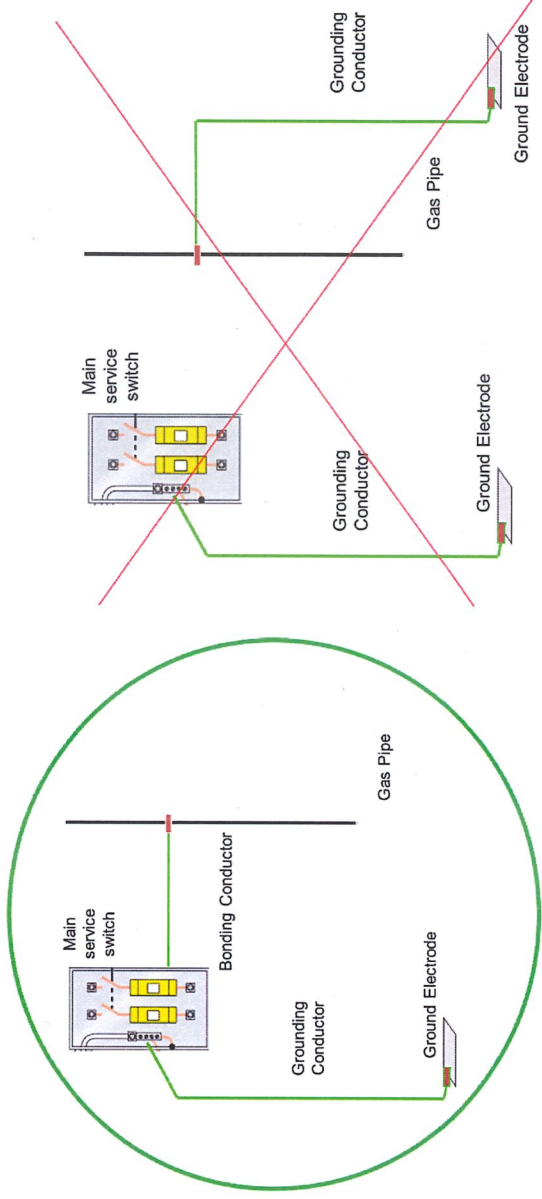 Main
service
switch
Bonding Conductor
Gas Pipe
Grounding
Conductor
Ground Electrode
Main
service
switch
Grounding
Conductor
Ground Electrode
Gas Pipe
Grounding
Conductor
Ground Electrode